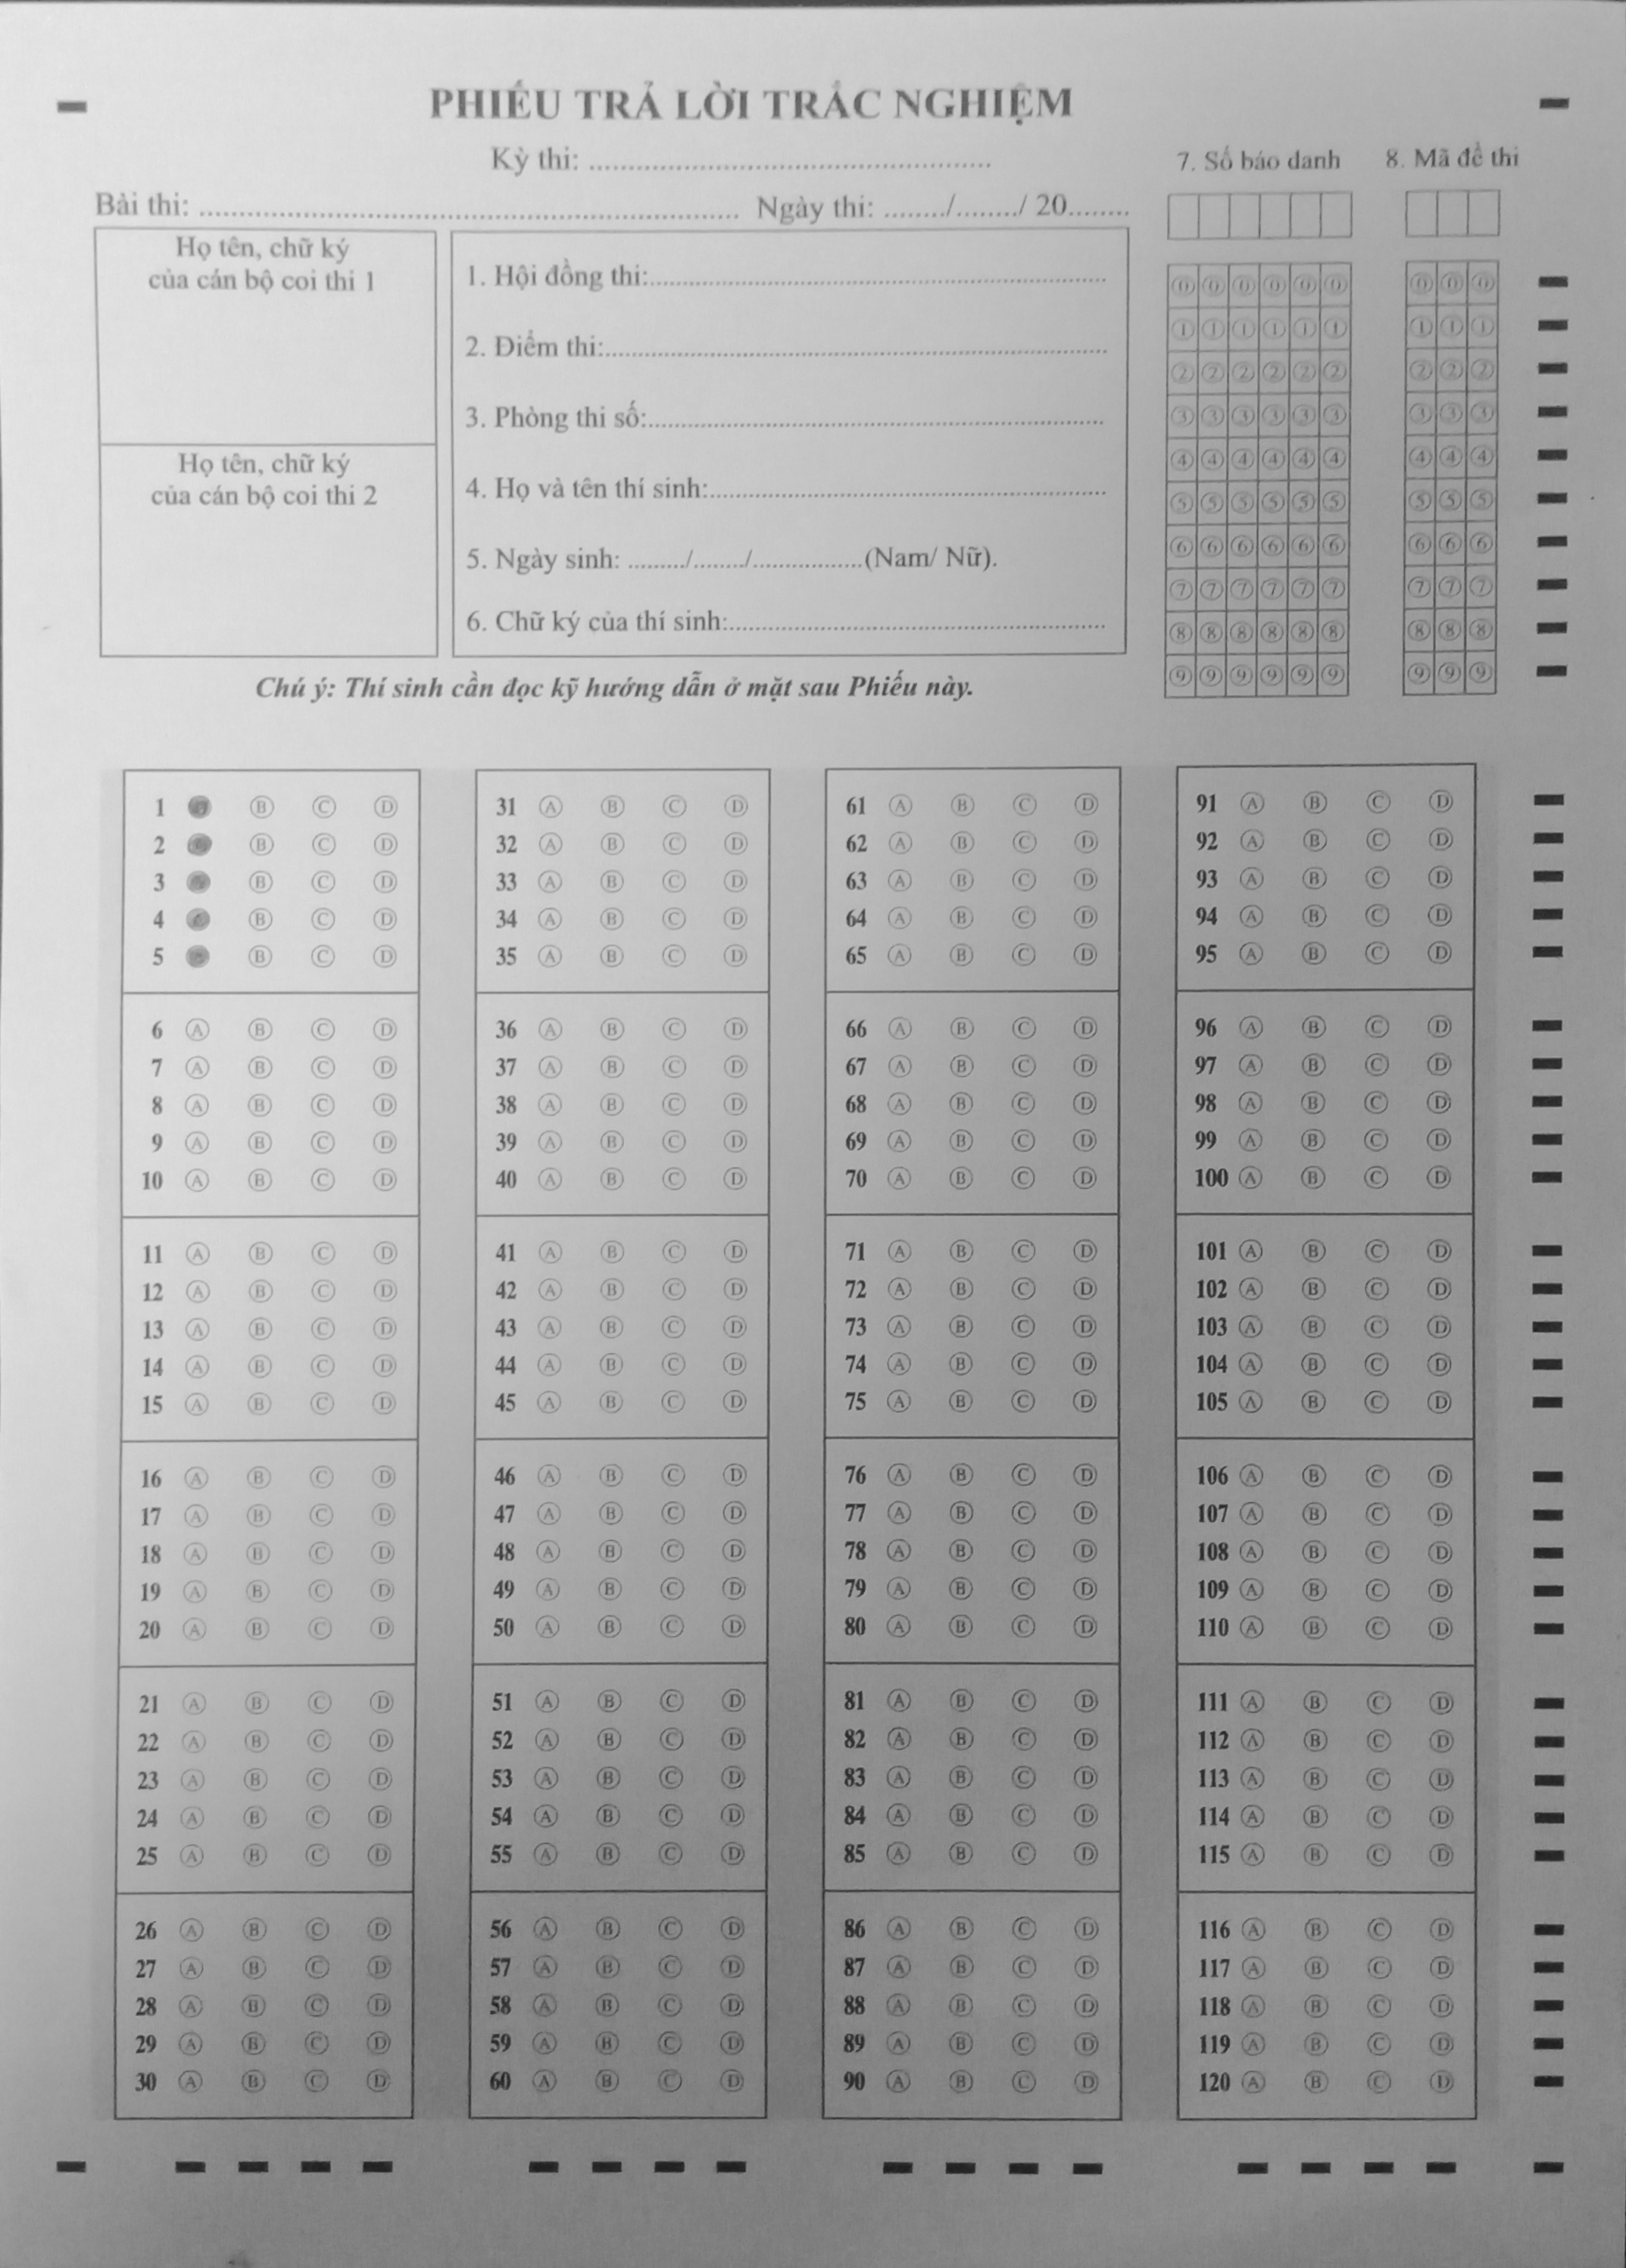 PHIẾU TRẢ LỜI TRẮC NGHIỆM
Kỳ thi: ....................................................
Bài thi: ...................................................................... Ngày thi: ......../......../ 20........
7. Số báo danh
8. Mã đề thi
Họ tên, chữ ký
của cán bộ coi thi 1
Họ tên, chữ ký
của cán bộ coi thi 2
1. Hội đồng thi:............................................................
2. Điểm thi:..................................................................
3. Phòng thi số:............................................................
4. Họ và tên thí sinh:....................................................
5. Ngày sinh: ........./......../..................(Nam/ Nữ).
6. Chữ ký của thí sinh:..................................................
0 0 0 0 0 0 0 0 0
1 1 1 1 1 1 1 1 1
2 2 2 2 2 2 2 2 2
3 3 3 3 3 3 3 3 3
4 4 4 4 4 4 4 4 4
5 5 5 5 5 5 5 5 5
6 6 6 6 6 6 6 6 6
7 7 7 7 7 7 7 7 7
8 8 8 8 8 8 8 8 8
9 9 9 9 9 9 9 9 9
Chú ý: Thí sinh cần đọc kỹ hướng dẫn ở mặt sau Phiếu này.
1 B C D
2 B C D
3 B C D
4 B C D
5 B C D
6 A B C D
7 A B C D
8 A B C D
9 A B C D
10 A B C D
11 A B C D
12 A B C D
13 A B C D
14 A B C D
15 A B C D
16 A B C D
17 A B C D
18 A B C D
19 A B C D
20 A B C D
21 A B C D
22 A B C D
23 A B C D
24 A B C D
25 A B C D
26 A B C D
27 A B C D
28 A B C D
29 A B C D
30 A B C D
31 A B C D
32 A B C D
33 A B C D
34 A B C D
35 A B C D
36 A B C D
37 A B C D
38 A B C D
39 A B C D
40 A B C D
41 A B C D
42 A B C D
43 A B C D
44 A B C D
45 A B C D
46 A B C D
47 A B C D
48 A B C D
49 A B C D
50 A B C D
51 A B C D
52 A B C D
53 A B C D
54 A B C D
55 A B C D
56 A B C D
57 A B C D
58 A B C D
59 A B C D
60 A B C D
61 A B C D
62 A B C D
63 A B C D
64 A B C D
65 A B C D
66 A B C D
67 A B C D
68 A B C D
69 A B C D
70 A B C D
71 A B C D
72 A B C D
73 A B C D
74 A B C D
75 A B C D
76 A B C D
77 A B C D
78 A B C D
79 A B C D
80 A B C D
81 A B C D
82 A B C D
83 A B C D
84 A B C D
85 A B C D
86 A B C D
87 A B C D
88 A B C D
89 A B C D
90 A B C D
91 A B C D
92 A B C D
93 A B C D
94 A B C D
95 A B C D
96 A B C D
97 A B C D
98 A B C D
99 A B C D
100 A B C D
101 A B C D
102 A B C D
103 A B C D
104 A B C D
105 A B C D
106 A B C D
107 A B C D
108 A B C D
109 A B C D
110 A B C D
111 A B C D
112 A B C D
113 A B C D
114 A B C D
115 A B C D
116 A B C D
117 A B C D
118 A B C D
119 A B C D
120 A B C D